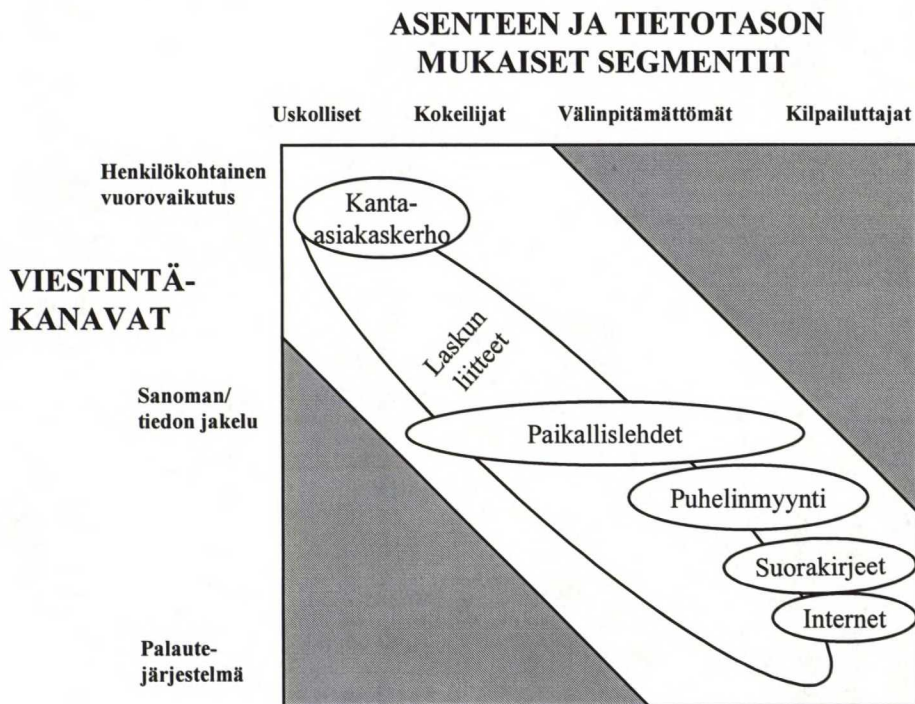 ASENTEEN JA TIETOTASON
MUKAISET SEGMENTIT
Uskolliset Kokeilijat Välinpitämättömät Kilpailuttajat
Henkilökohtainen
vuorovaikutus
Kanta-
asiakaskerho
VIESTINTÄ-
KANAVAT
Laskun
liitteet
Sanoman/
tiedon jakelu
Paikallislehdet
Puhelinmyynti
Suorakirjeet
Internet
Palaute-
järjestelmä